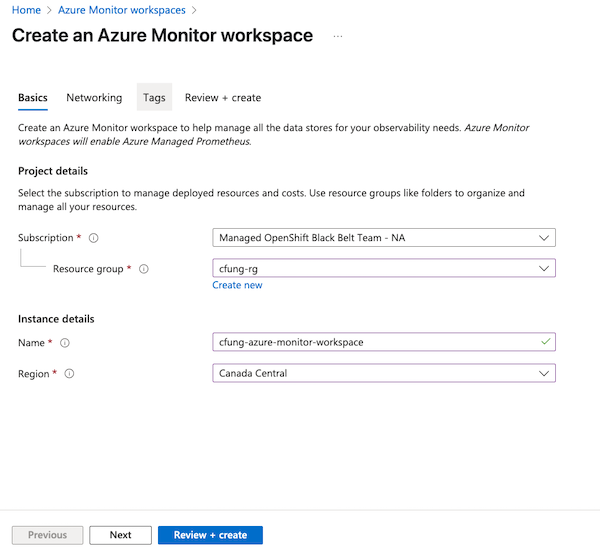 Home > Azure Monitor workspaces >
Create an Azure Monitor workspace ...
Basics Networking Tags Review + create
Create an Azure Monitor workspace to help manage all the data stores for your observability needs. Azure Monitor
workspaces will enable Azure Managed Prometheus.
Project details
Select the subscription to manage deployed resources and costs. Use resource groups like folders to organize and
manage all your resources.
Subscription * Managed OpenShift Black Belt Team - NA
Resource group * cfung-rg
Create new
Instance details
Name * cfung-azure-monitor-workspace
Region * Canada Central
Previous Next Review + create